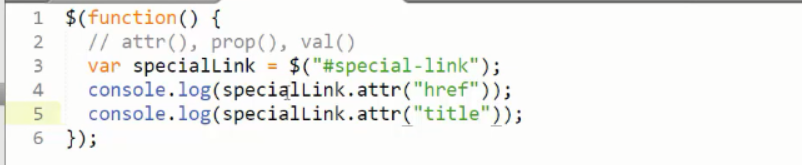 1 $(function() {
2 // attr(), prop(), val()
3 var specialLink = $("#special-link");
4 console.log(specialLink.attr("href"));
5 console.log(specialLink.attr("title"));
6 });